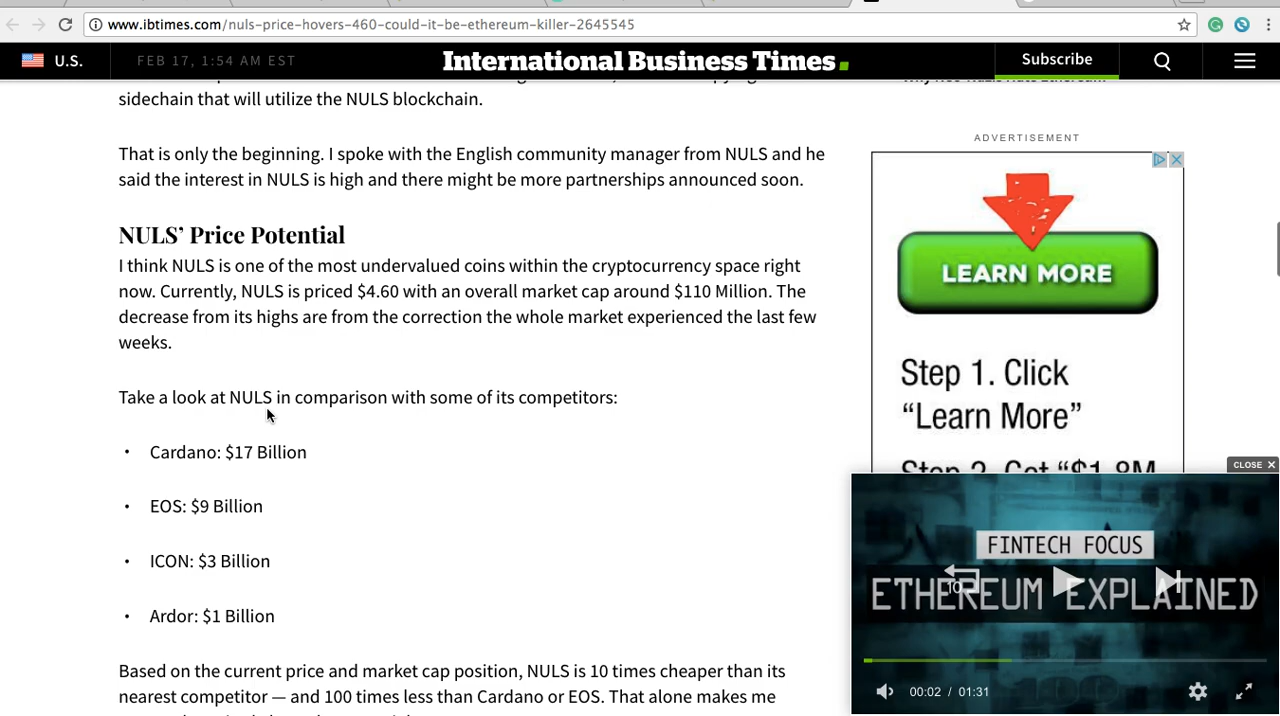 www.ibtimes.com/nuls-price-hovers-460-could-it-be-ethereum-killer-2645545
U.S.
FEB 17, 1:54 AM EST
International Business Times.
Subscribe
sidechain that will utilize the NULS blockchain.
That is only the beginning. I spoke with the English community manager from NULS and he
said the interest in NULS is high and there might be more partnerships announced soon.
NULS’ Price Potential
I think NULS is one of the most undervalued coins within the cryptocurrency space right
now. Currently, NULS is priced $4.60 with an overall market cap around $110 Million. The
decrease from its highs are from the correction the whole market experienced the last few
weeks.
Take a look at NULS in comparison with some of its competitors:
• Cardano: $17 Billion
• EOS: $9 Billion
• ICON: $3 Billion
• Ardor: $1 Billion
Based on the current price and market cap position, NULS is 10 times cheaper than its
nearest competitor — and 100 times less than Cardano or EOS. That alone makes me
ADVERTISEMENT
LEARN MORE
Step 1. Click
“Learn More”
Step 2. Get “$1.8M
CLOSE
FINTECH FOCUS
10
ETHEREUM EXPLAINED
00:02 / 01:31